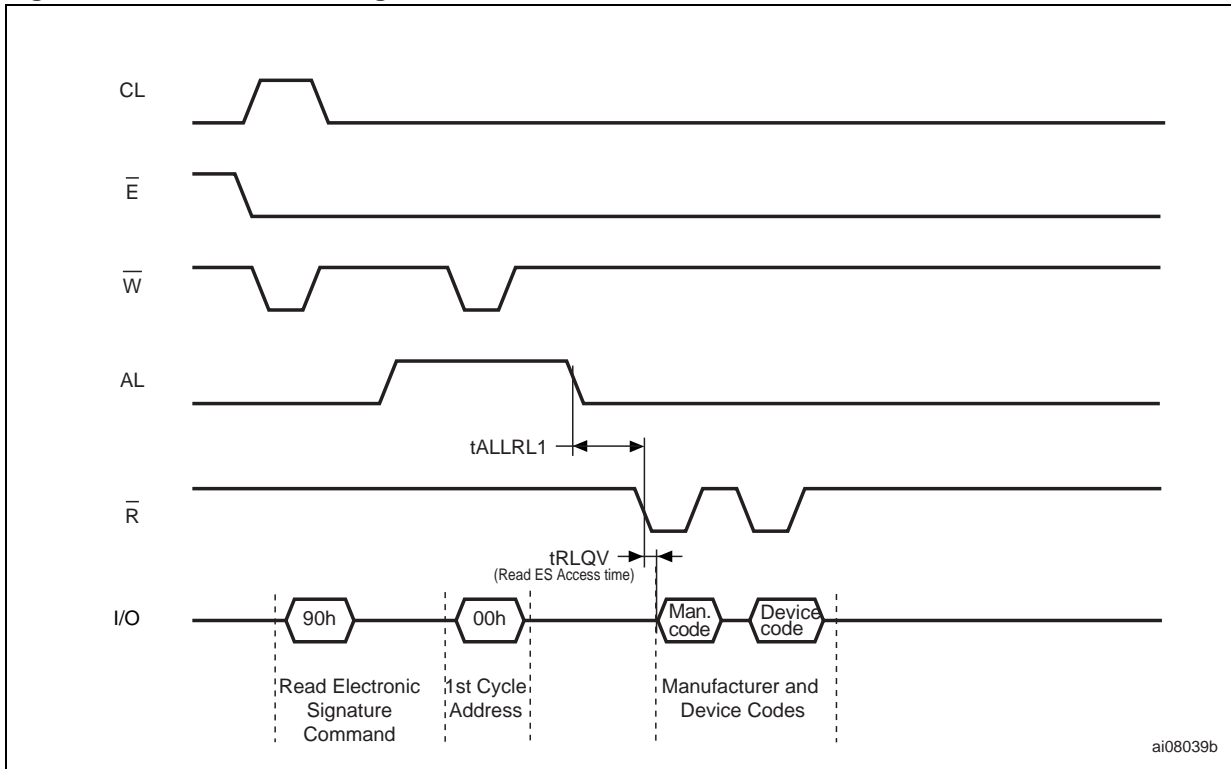 CL
E
W
AL
tALLRL1
R
tRLQV
(Read ES Access time)
I/O
90h
00h
Man.
code
Device
code
Read Electronic
Signature
Command
1st Cycle
Address
Manufacturer and
Device Codes
ai08039b